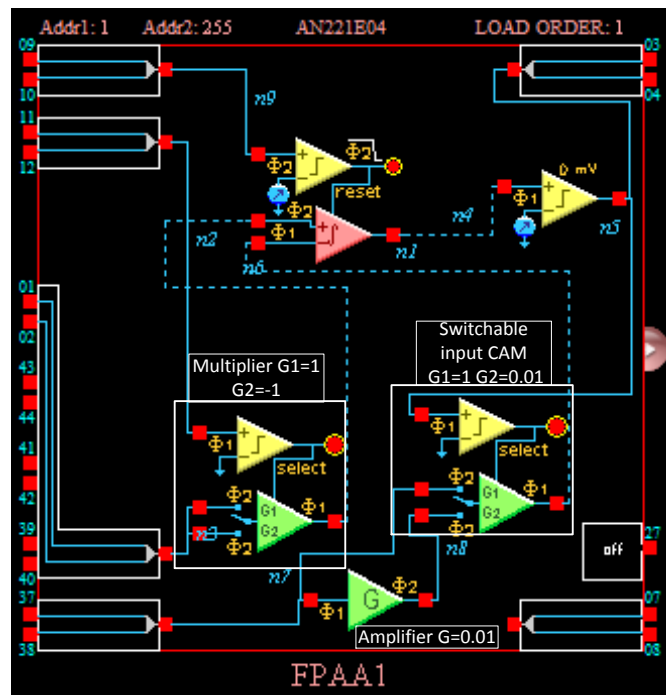 Addr1: 1 Addr2: 255 AN221E04 LOAD ORDER: 1
09
03
10
04
11
n9
12
Φ2
Φ2
0 mV
reset
Φ2
Φ1
n4
Φ1
n2
Φ1
n1
n5
n6
01
02
43
44
41
42
39
40
37
38
Multiplier G1=1
G2=-1
Switchable
input CAM
G1=1 G2=0.01
Φ1
select
Φ2
G1
Φ1
G2
n3
Φ2
Φ1
select
Φ2
G1
Φ1
G2
Φ2
n8
n7
Φ2
G
Φ1
Amplifier G=0.01
27
off
07
08
FPAA1